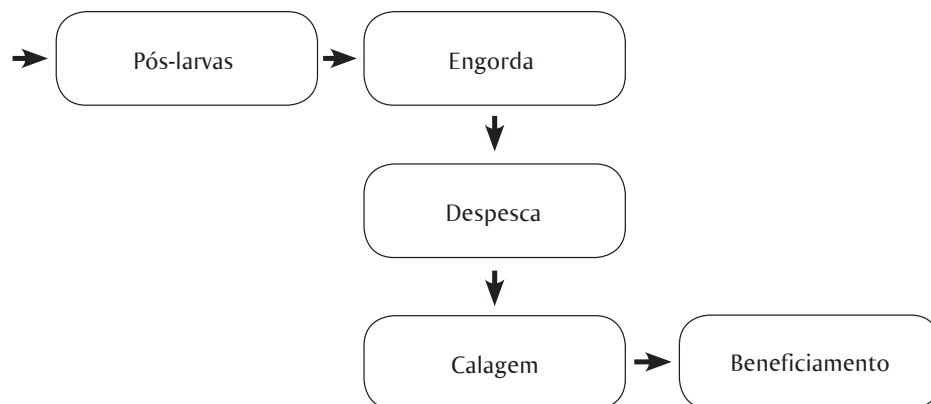 Pós-larvas
Engorda
Despesca
Calagem
Beneficiamento